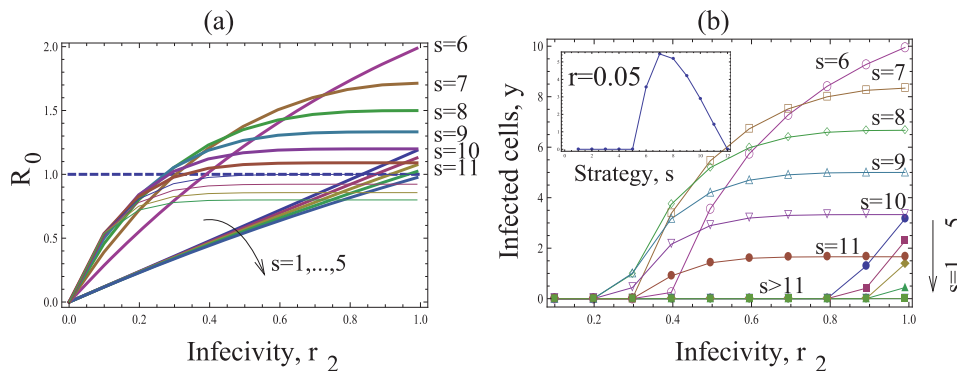 (a)
2.0
1.5
1.0
0.5
0.0
R 0
0.0 0.2 0.4 0.6 0.8 1.0
Infecivity, r 2
s=6
s=7
s=8
s=9
s=10
s=11
s=1,...,5
(b)
10
8
6
4
2
0
Infected cells, y
0.2 0.4 0.6 0.8 1.0
Infecivity, r 2
r=0.05
Strategy, s
s=6
s=7
s=8
s=9
s=10
s=11
s>11